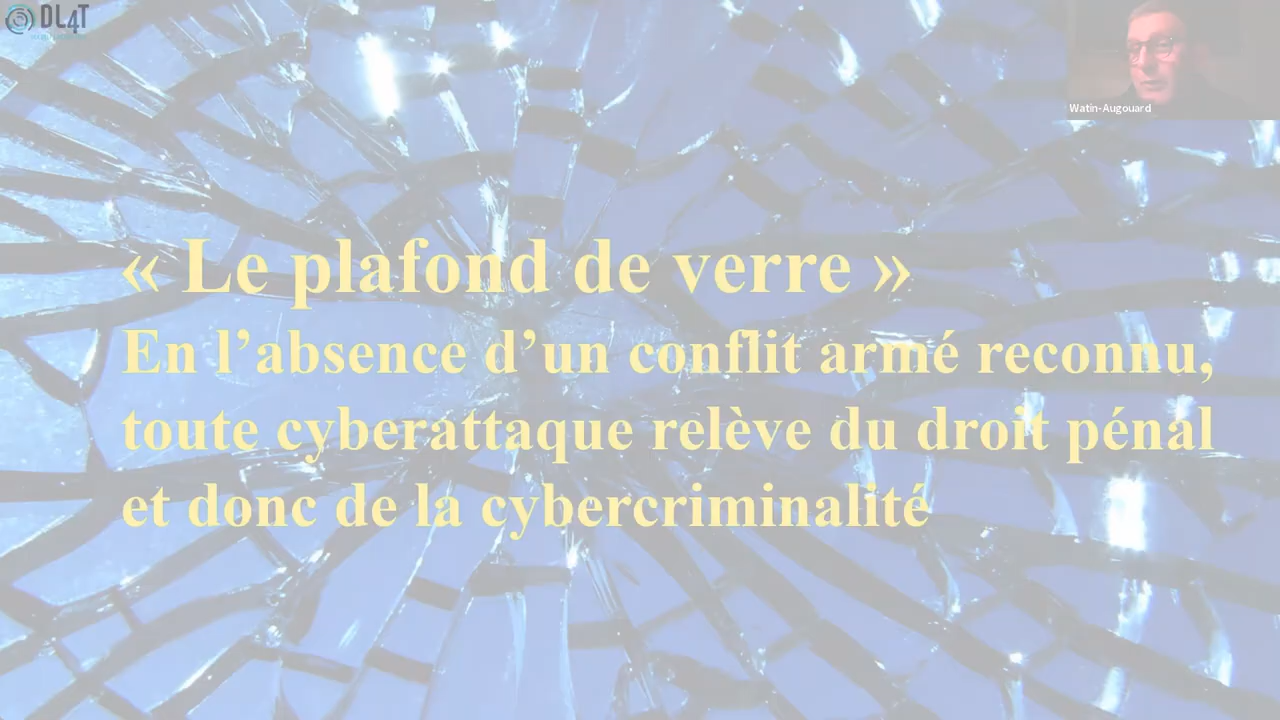 DL4T
Watin-Augouard
« Le plafond de verre »
En l’absence d’un conflit armé reconnu,
toute cyberattaque relève du droit pénal
et donc de la cybercriminalité